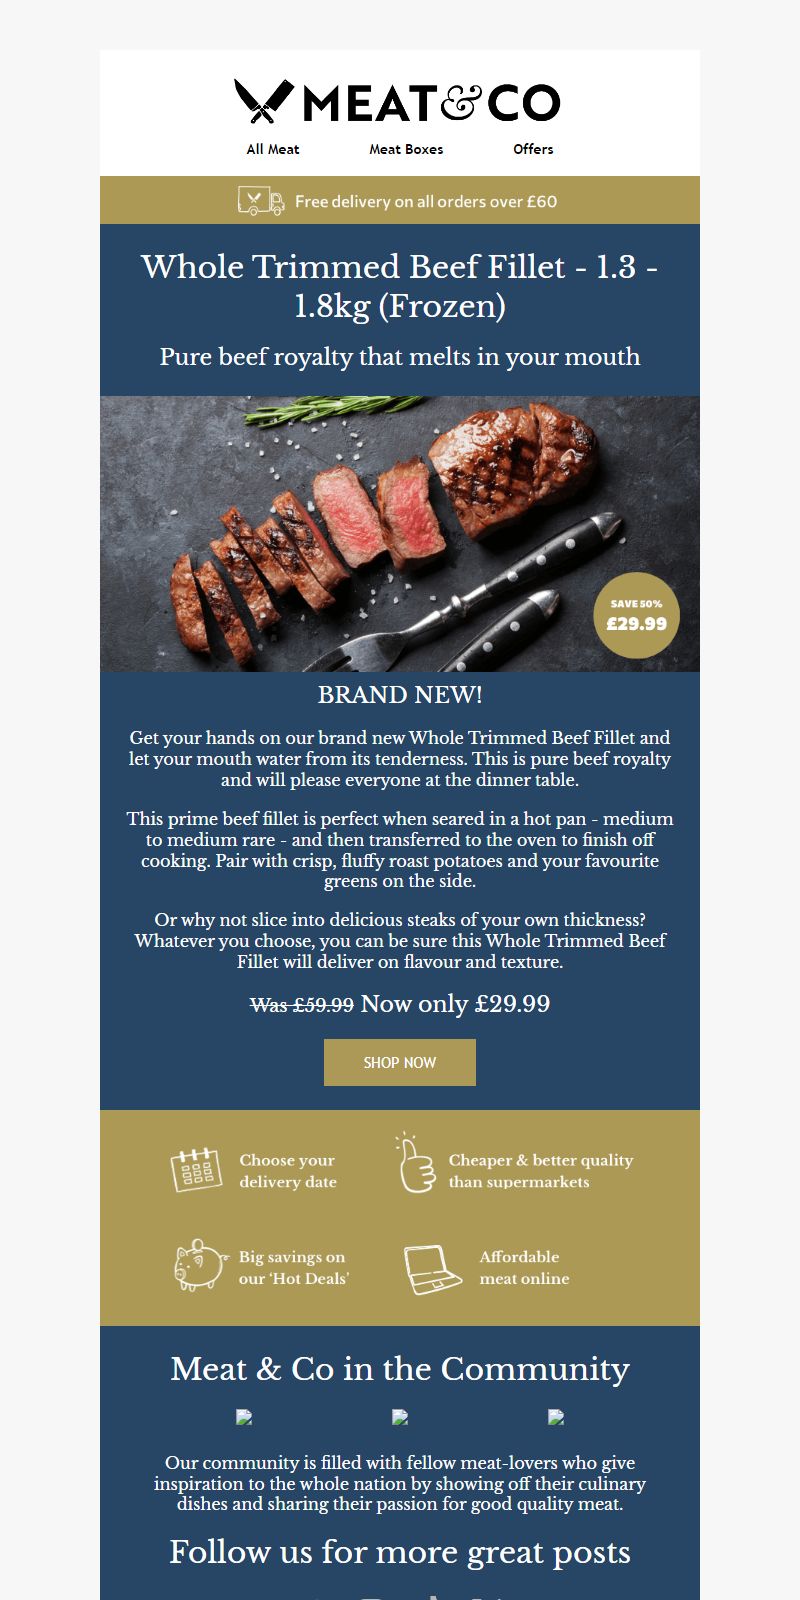 MEAT&CO
All Meat Meat Boxes Offers
Free delivery on all orders over £60
Whole Trimmed Beef Fillet - 1.3 -
1.8kg (Frozen)
Pure beef royalty that melts in your mouth
SAVE 50%
£29.99
BRAND NEW!
Get your hands on our brand new Whole Trimmed Beef Fillet and
let your mouth water from its tenderness. This is pure beef royalty
and will please everyone at the dinner table.
This prime beef fillet is perfect when seared in a hot pan - medium
to medium rare - and then transferred to the oven to finish off
cooking. Pair with crisp, fluffy roast potatoes and your favourite
greens on the side.
Or why not slice into delicious steaks of your own thickness?
Whatever you choose, you can be sure this Whole Trimmed Beef
Fillet will deliver on flavour and texture.
Was £59.99 Now only £29.99
SHOP NOW
Choose your
delivery date
Cheaper & better quality
than supermarkets
Big savings on
our ‘Hot Deals’
Affordable
meat online
Meat & Co in the Community
Our community is filled with fellow meat-lovers who give
inspiration to the whole nation by showing off their culinary
dishes and sharing their passion for good quality meat.
Follow us for more great posts